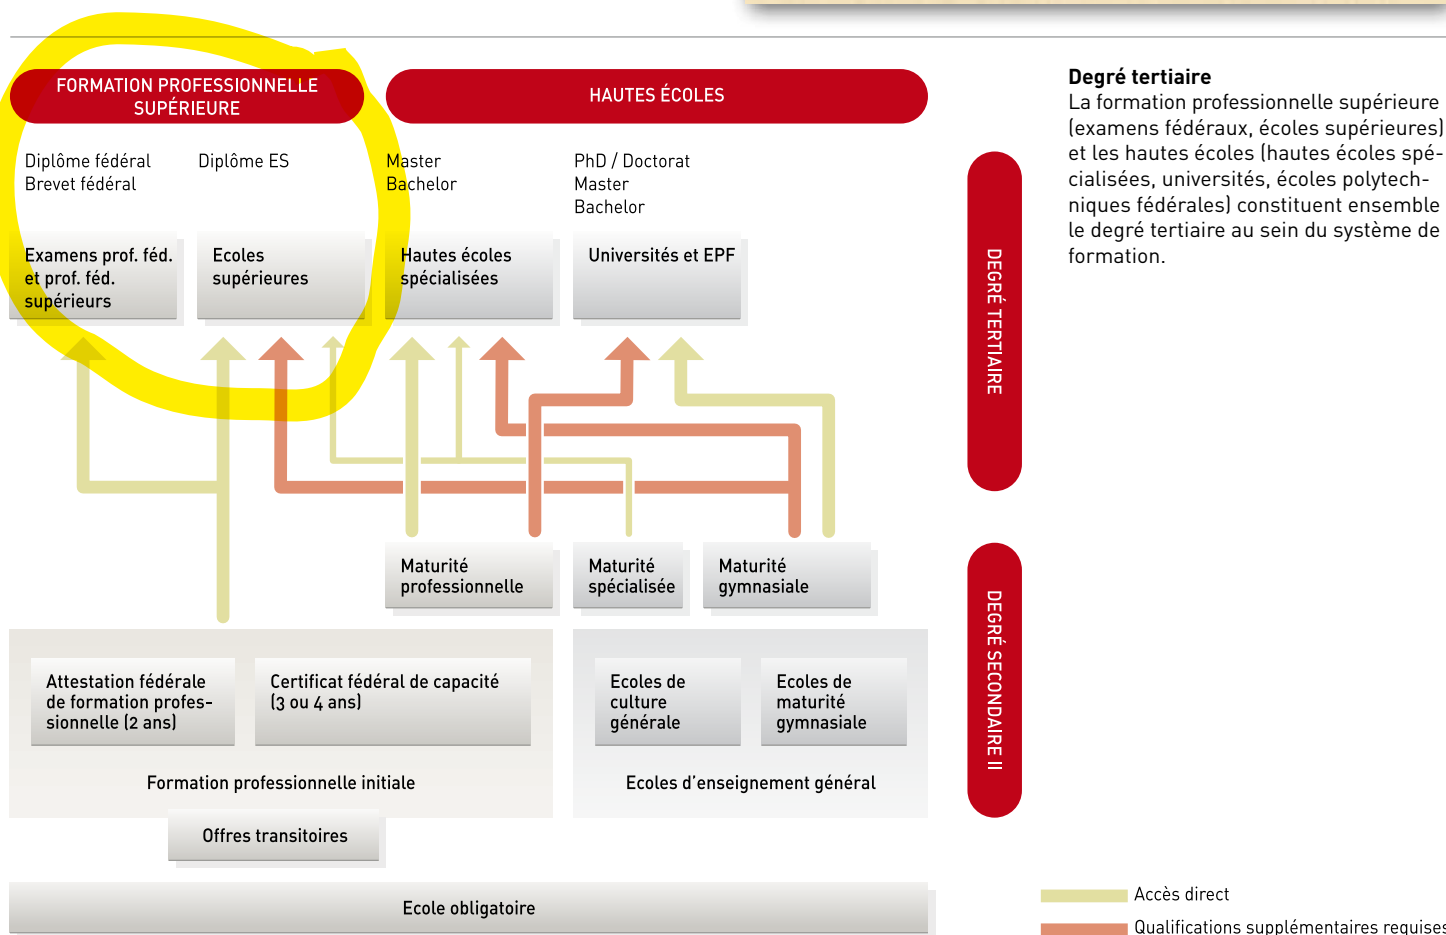 FORMATION PROFESSIONNELLE
SUPÉRIEURE
HAUTES ÉCOLES
Diplôme fédéral
Brevet fédéral
Diplôme ES
Master
Bachelor
PhD / Doctorat
Master
Bachelor
Examens prof. féd.
et prof. féd.
supérieurs
Ecoles
supérieures
Hautes écoles
spécialisées
Universités et EPF
DEGRÉ TERTIAIRE
Degré tertiaire
La formation professionnelle supérieure
(examens fédéraux, écoles supérieures)
et les hautes écoles (hautes écoles spé-
cialisées, universités, écoles polytech-
niques fédérales) constituent ensemble
le degré tertiaire au sein du système de
formation.
Maturité
professionnelle
Maturité
spécialisée
Maturité
gymnasiale
DEGRÉ SECONDAIRE II
Attestation fédérale
de formation profes-
sionnelle (2 ans)
Certificat fédéral de capacité
(3 ou 4 ans)
Ecoles de
culture
générale
Ecoles de
maturité
gymnasiale
Formation professionnelle initiale
Ecoles d'enseignement général
Offres transitoires
Ecole obligatoire
Accès direct
Qualifications supplémentaires requises